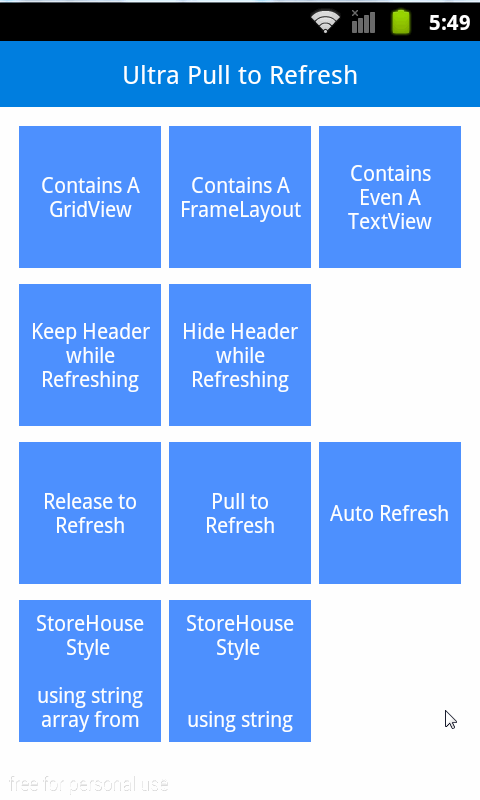 5:49
Ultra Pull to Refresh
Contains A
GridView
Contains A
FrameLayout
Contains
Even A
TextView
Keep Header
while
Refreshing
Hide Header
while
Refreshing
Release to
Refresh
Pull to
Refresh
Auto Refresh
StoreHouse
Style
using string
array from
StoreHouse
Style
using string
free for personal use